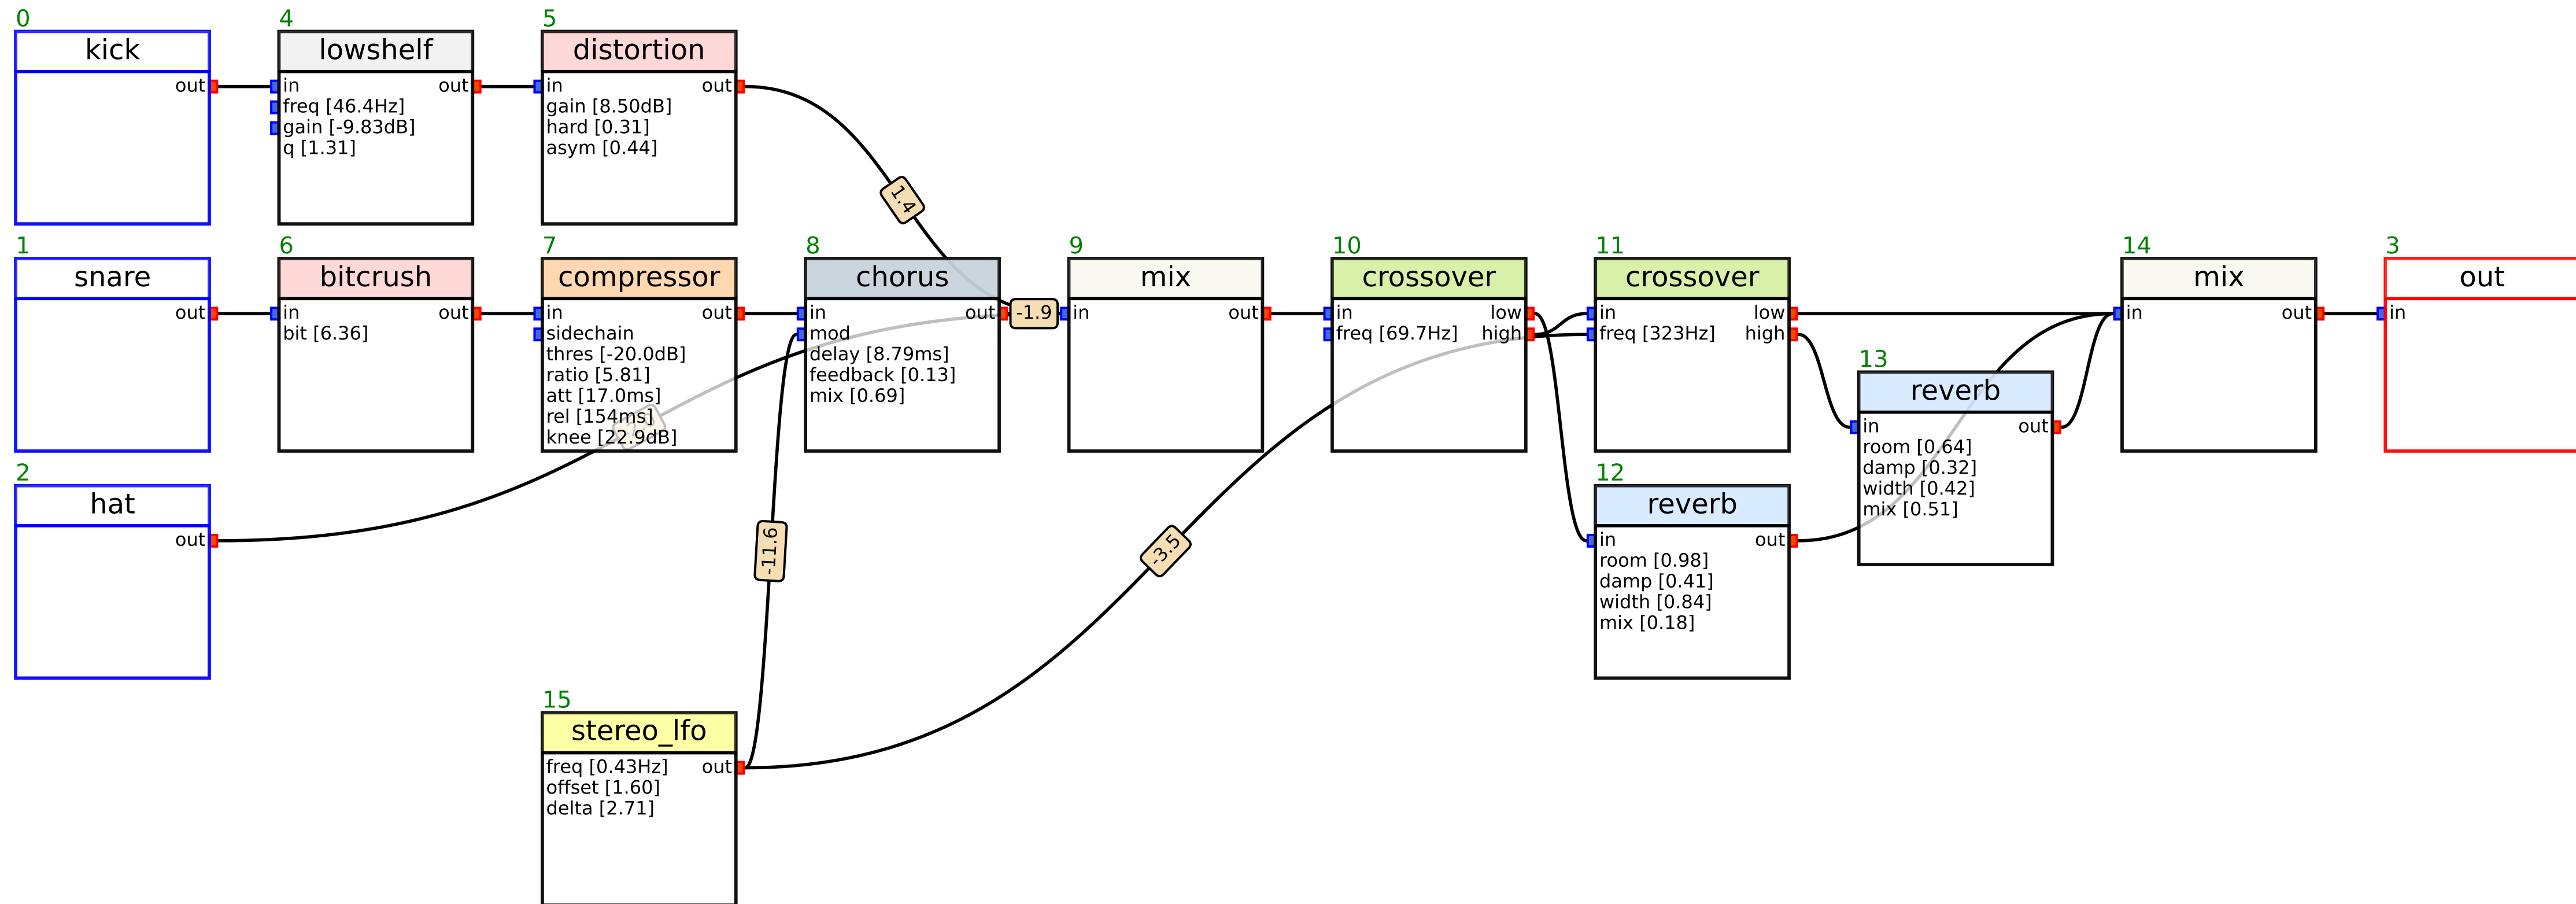 0
kick
out
4
lowshelf
in out
freq [46.4Hz]
gain [-9.83dB]
q [1.31]
5
distortion
in out
gain [8.50dB]
hard [0.31]
asym [0.44]
1.4
1
snare
out
6
bitcrush
in out
bit [6.36]
7
compressor
in out
sidechain
thres [-20.0dB]
ratio [5.81]
att [17.0ms]
rel [154ms]
knee [22.9dB]
8
chorus
in out
mod
delay [8.79ms]
feedback [0.13]
mix [0.69]
-1.9
9
mix
in out
10
crossover
in low
freq [69.7Hz] high
11
crossover
in low
freq [323Hz] high
13
reverb
in out
room [0.64]
damp [0.32]
width [0.42]
mix [0.51]
14
mix
in out
3
out
in
2
hat
out
-11.6
-3.5
12
reverb
in out
room [0.98]
damp [0.41]
width [0.84]
mix [0.18]
15
stereo_lfo
freq [0.43Hz] out
offset [1.60]
delta [2.71]